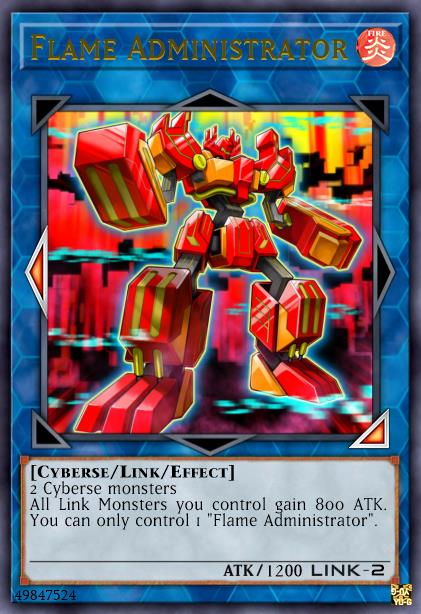 Flame Administrator
FIRE
炎
[Cyberse/Link/Effect]
2 Cyberse monsters
All Link Monsters you control gain 800 ATK.
You can only control 1 "Flame Administrator".
ATK/1200 LINK-2
49847524